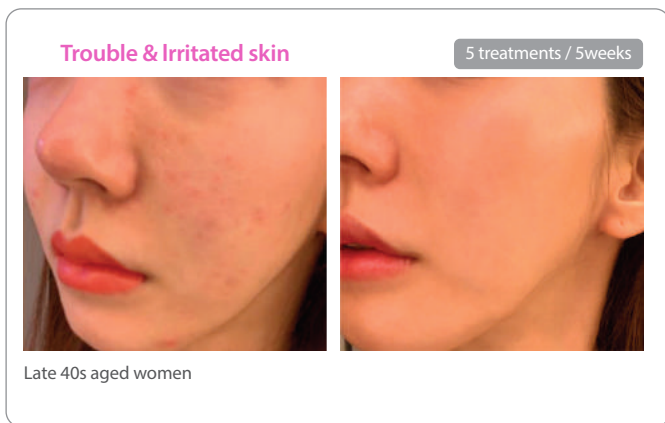 Trouble & Irritated skin
5 treatments / 5weeks
Late 40s aged women